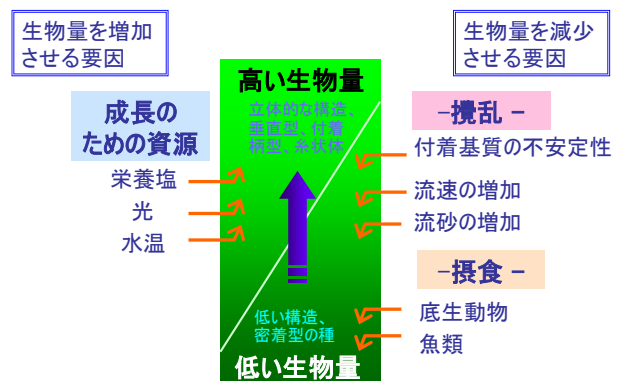 生物量を増加
させる要因
生物量を減少
させる要因
高い生物量
立体的な構造、
垂直型、付着
柄型、糸状体
成長の
ための資源
栄養塩
光
水温
–攪乱 –
付着基質の不安定性
流速の増加
流砂の増加
–摂食 –
底生動物
魚類
低い構造、
密着型の種
低い生物量